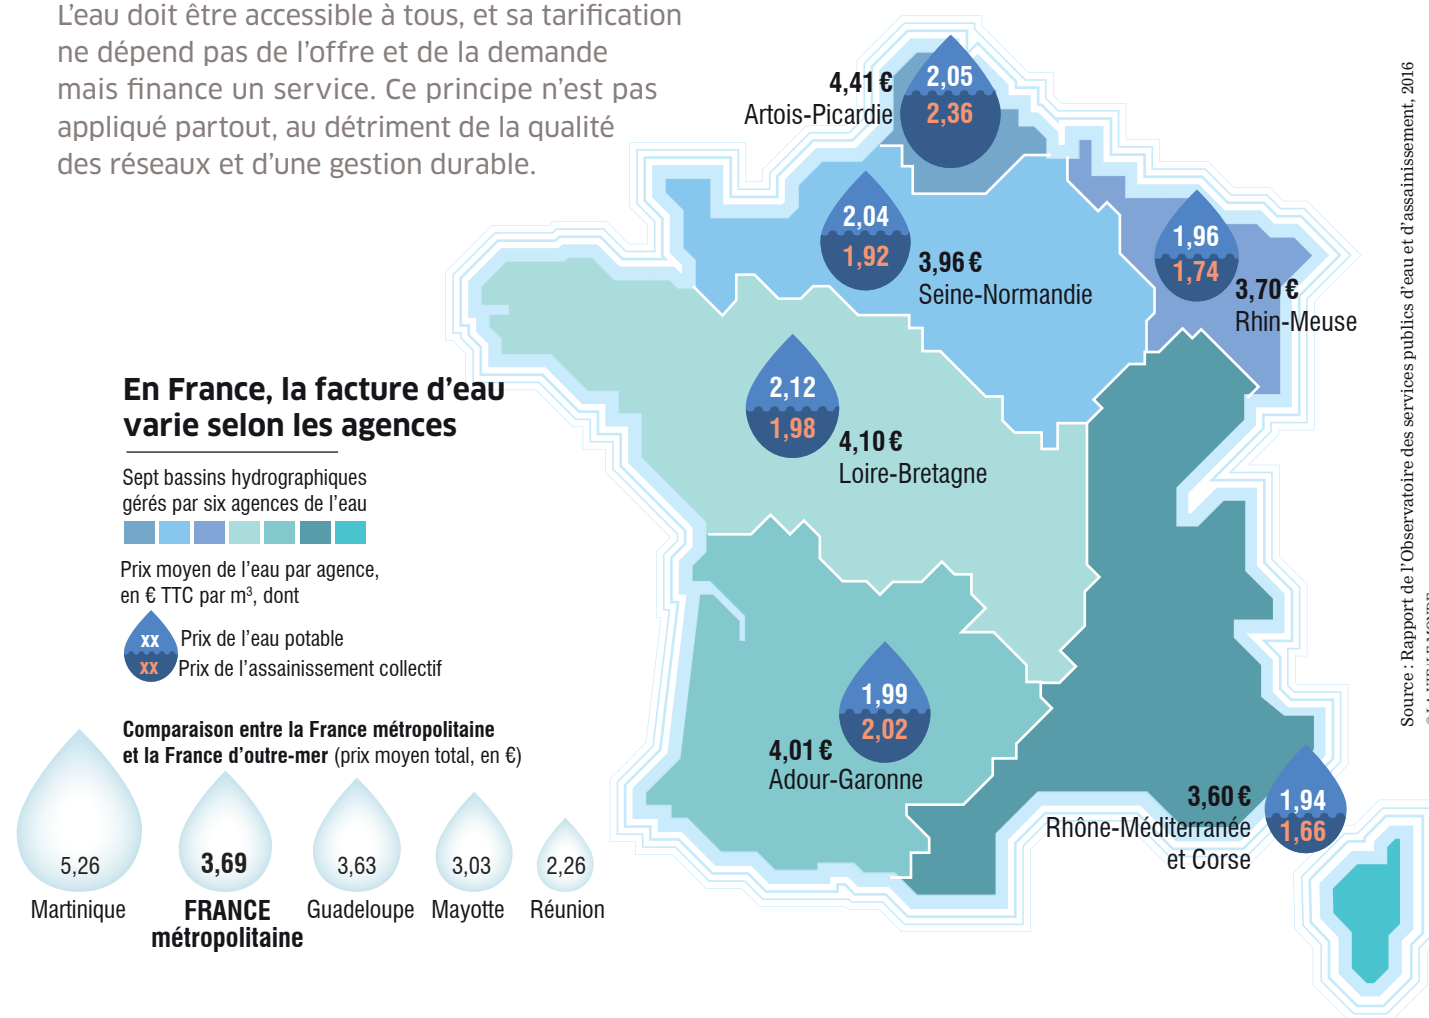 L’eau doit être accessible à tous, et sa tarification
ne dépend pas de l’offre et de la demande
mais finance un service. Ce principe n’est pas
appliqué partout, au détriment de la qualité
des réseaux et d’une gestion durable.
4,41 €
Artois-Picardie
2,05
2,36
2,04
1,92
3,96 €
Seine-Normandie
1,96
1,74
3,70 €
Rhin-Meuse
2,12
1,98
4,10 €
Loire-Bretagne
1,99
2,02
4,01 €
Adour-Garonne
3,60 €
Rhône-Méditerranée
et Corse
1,94
1,66
En France, la facture d’eau
varie selon les agences
Sept bassins hydrographiques
gérés par six agences de l’eau
Prix moyen de l’eau par agence,
en € TTC par m³, dont
xx Prix de l’eau potable
xx Prix de l’assainissement collectif
Comparaison entre la France métropolitaine
et la France d’outre-mer (prix moyen total, en €)
5,26
Martinique
3,69
FRANCE
métropolitaine
3,63
Guadeloupe
3,03
Mayotte
2,26
Réunion
Source : Rapport de l’Observatoire des services publics d’eau et d’assainissement, 2016